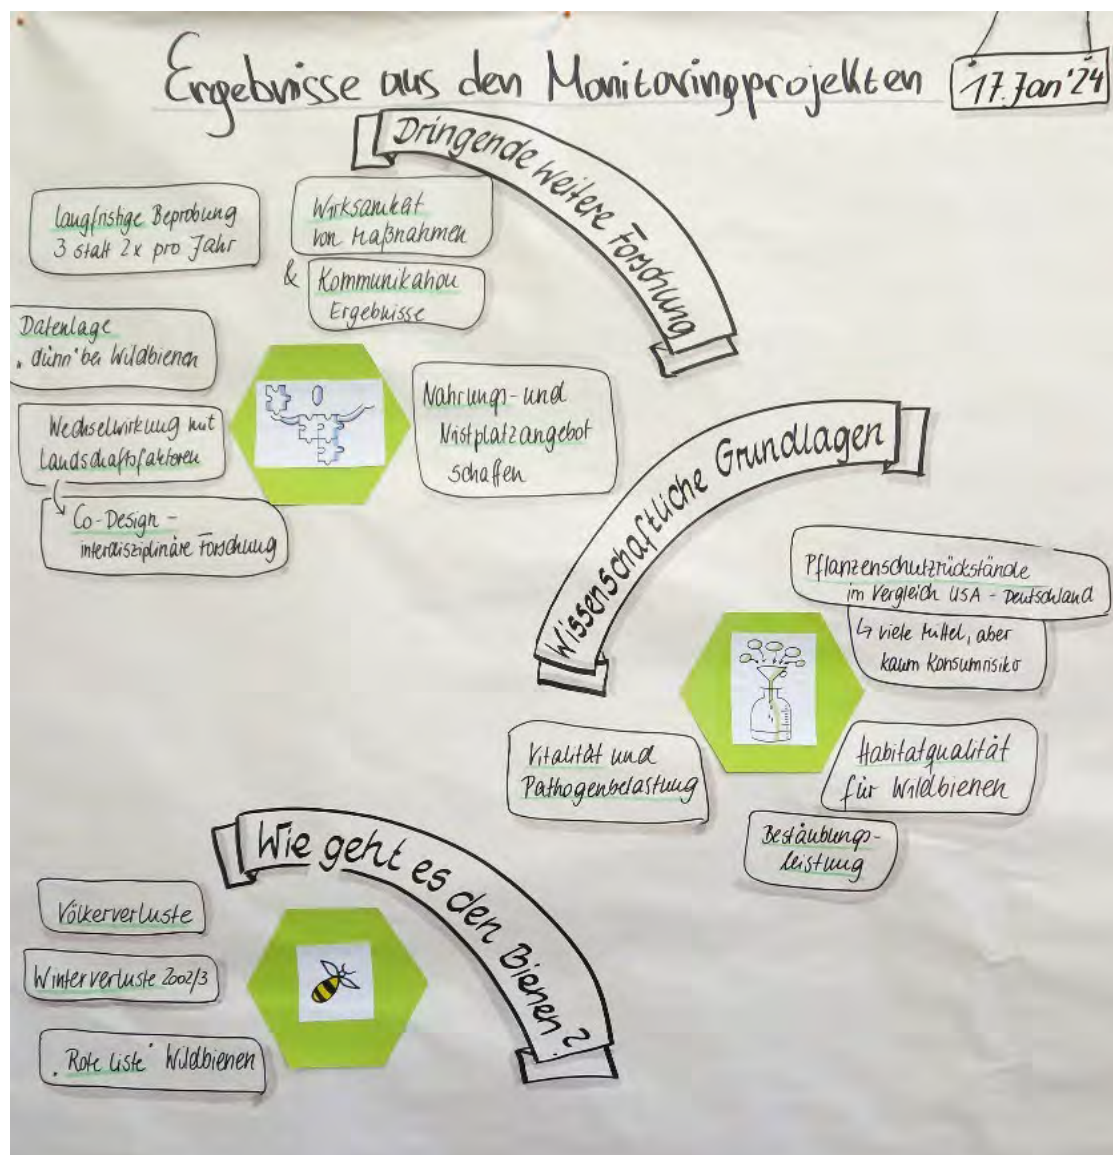 Ergebnisse aus den Monitoringprojekten
17. Jan '24
Dringende weitere Forschung
langfristige Beprobung
3 statt 2x pro Jahr
Wirksamkeit
von Maßnahmen
& Kommunikation
Ergebnisse
Datenlage
"dünn" bei Wildbienen
Wechselwirkung mit
Landschaftsfaktoren
↳ Co-Design -
interdisziplinäre Forschung
Nahrungs- und
Nistplatzangebot
schaffen
Wissenschaftliche Grundlagen
Pflanzenschutzrückstände
im Vergleich USA - Deutschland
↳ viele Mittel, aber
kaum Konsumrisiko
Vitalität und
Pathogenbelastung
Habitatqualität
für Wildbienen
Bestäubungs-
leistung
Wie geht es den Bienen?
Völkerverluste
Winterverluste 2002/3
"Rote Liste" Wildbienen